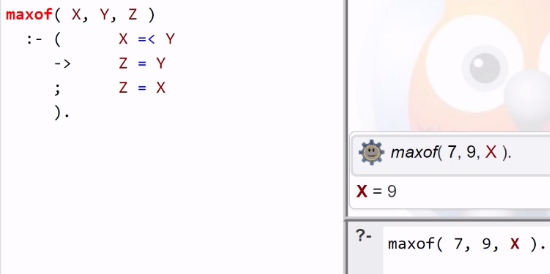 maxof( X, Y, Z )
:- ( X =< Y
-> Z = Y
; Z = X
).
maxof( 7, 9, X ).
X = 9
?- maxof( 7, 9, X ).